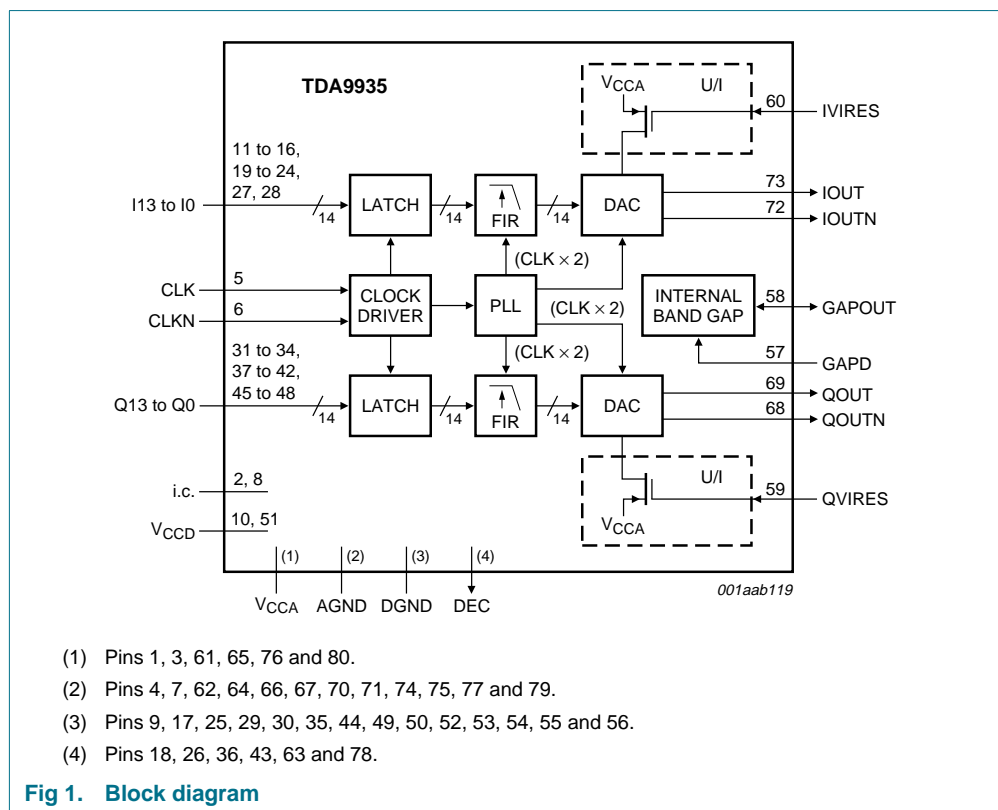 TDA9935
VCCA
U/I
60
IVIRES
11 to 16,
19 to 24,
27, 28
I13 to I0
14
LATCH
14
FIR
14
DAC
73
IOUT
72
IOUTN
(CLK × 2)
CLK
5
CLKN
6
CLOCK
DRIVER
PLL
(CLK × 2)
INTERNAL
BAND GAP
58
GAPOUT
57
GAPD
(CLK × 2)
31 to 34,
37 to 42,
45 to 48
Q13 to Q0
14
LATCH
14
FIR
14
DAC
69
QOUT
68
QOUTN
U/I
59
QVIRES
VCCA
i.c.
2, 8
VCCD
10, 51
(1)
(2)
(3)
(4)
VCCA
AGND
DGND
DEC
001aab119
(1) Pins 1, 3, 61, 65, 76 and 80.
(2) Pins 4, 7, 62, 64, 66, 67, 70, 71, 74, 75, 77 and 79.
(3) Pins 9, 17, 25, 29, 30, 35, 44, 49, 50, 52, 53, 54, 55 and 56.
(4) Pins 18, 26, 36, 43, 63 and 78.
Fig 1. Block diagram